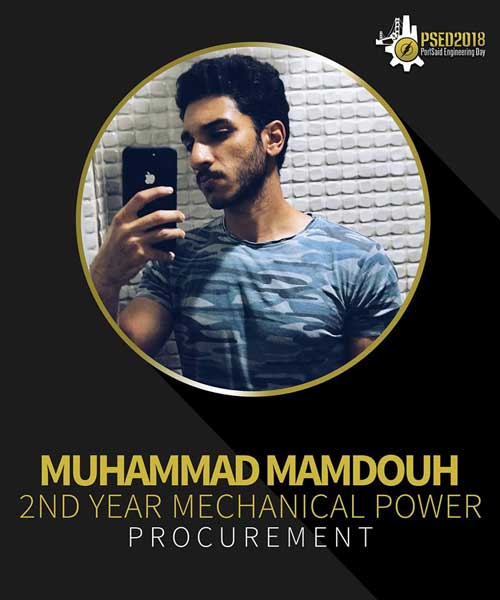 PSED2018
PortSaid Engineering Day
MUHAMMAD MAMDOUH
2ND YEAR MECHANICAL POWER
PROCUREMENT